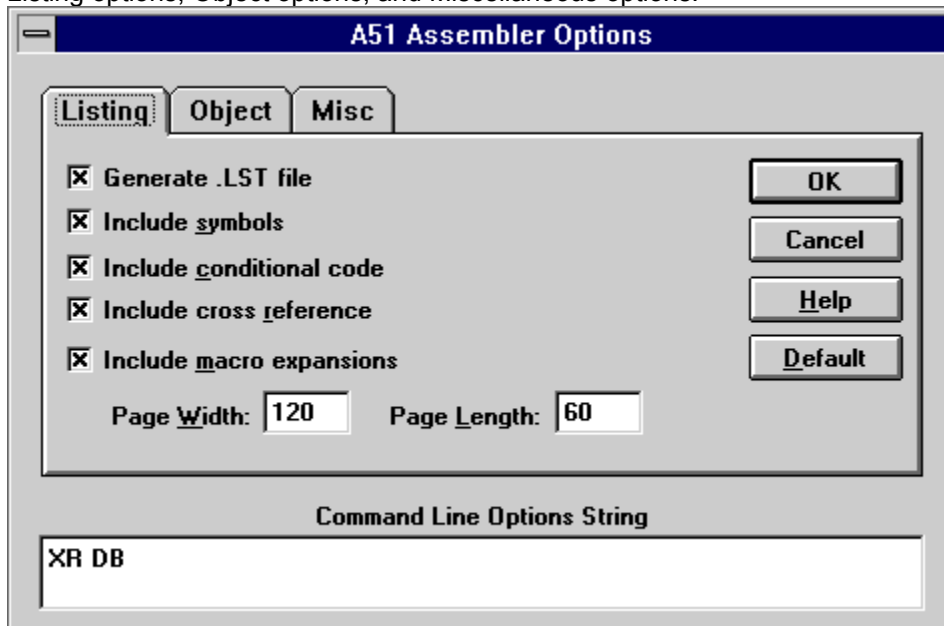 Listing options, Object options, and Miscellaneous options.
A51 Assembler Options
Listing Object Misc
Generate .LST file
OK
Include symbols
Cancel
Include conditional code
Include cross reference
Help
Include macro expansions
Default
Page Width: 120 Page Length: 60
Command Line Options String
XR DB